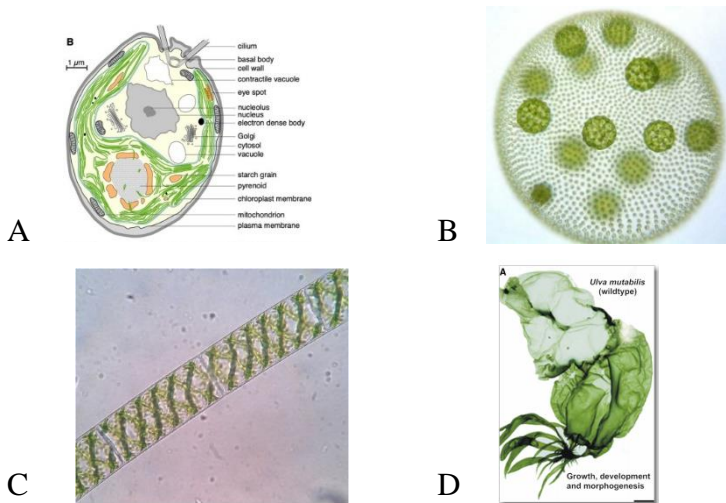 B
1 µm
cilium
basal body
cell wall
contractile vacuole
eye spot
nucleolus
nucleus
electron dense body
Golgi
cytosol
vacuole
starch grain
pyrenoid
chloroplast membrane
mitochondrion
plasma membrane
A
B
C
A
Ulva mutabilis
(wildtype)
Growth, development
and morphogenesis
D